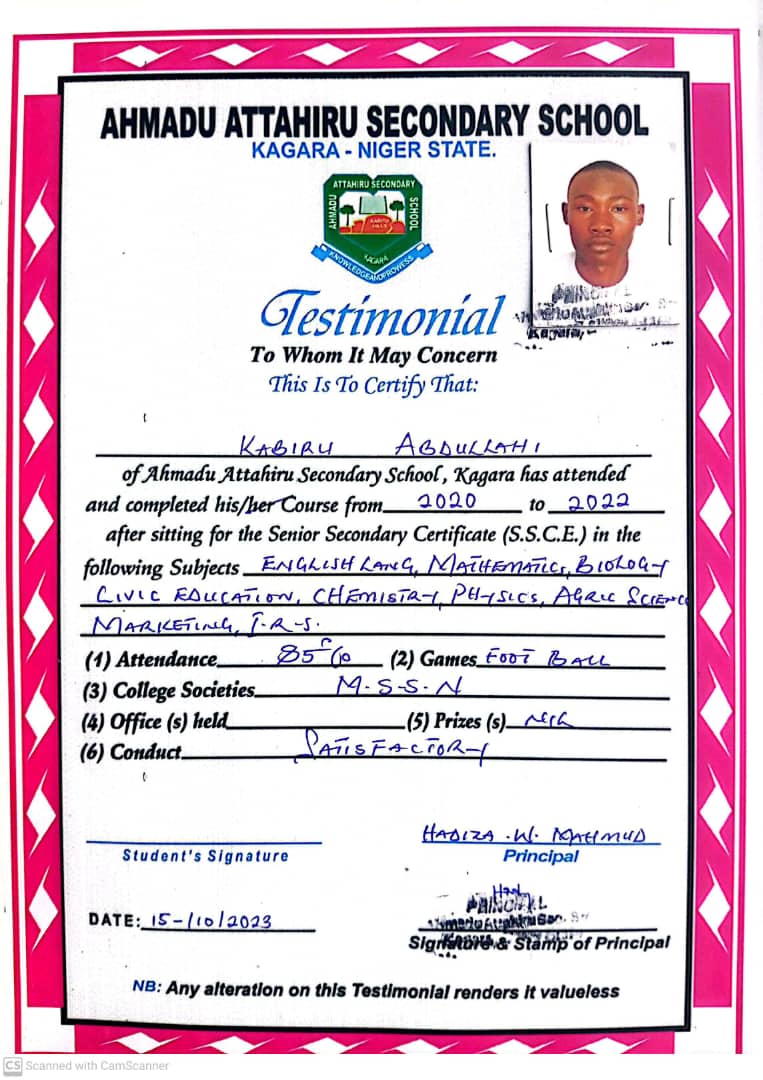 AHMADU ATTAHIRU SECONDARY SCHOOL
KAGARA - NIGER STATE.
ATTAHIRU SECONDARY
AHMADU
SCHOOL
KAGARA
KNOWLEDGE AND PROWESS
Testimonial
To Whom It May Concern
This Is To Certify That:
KABIRU ABDULLAHI
of Ahmadu Attahiru Secondary School, Kagara has attended
and completed his/her Course from 2020 to 2022
after sitting for the Senior Secondary Certificate (S.S.C.E.) in the
following Subjects ENGLISH LANG, MATHEMATICS, BIOLOGY
CIVIC EDUCATION, CHEMISTRY, PHYSICS, AGRIC SCIENCE
MARKETING, I.R.S.
(1) Attendance 85% (2) Games FOOT BALL
(3) College Societies M.S.S.N
(4) Office (s) held (5) Prizes (s)
(6) Conduct SATISFACTORY
HADIZA .W. MAHMUD
Student's Signature Principal
DATE: 15-/10/2023
Signature & Stamp of Principal
NB: Any alteration on this Testimonial renders it valueless
CS Scanned with CamScanner